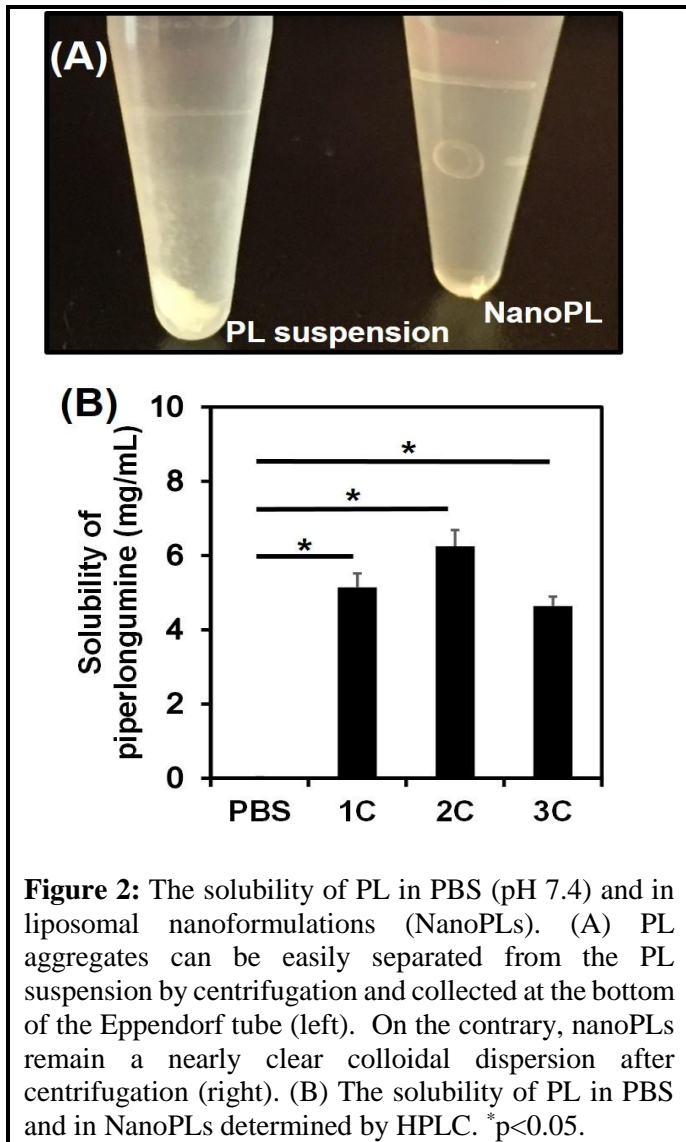 (A)
PL suspension
NanoPL
(B)
Solubility of
piperlongumine (mg/mL)
10
8
6
4
2
0
*
*
*
PBS 1C 2C 3C
Figure 2: The solubility of PL in PBS (pH 7.4) and in
liposomal nanoformulations (NanoPLs). (A) PL
aggregates can be easily separated from the PL
suspension by centrifugation and collected at the bottom
of the Eppendorf tube (left). On the contrary, nanoPLs
remain a nearly clear colloidal dispersion after
centrifugation (right). (B) The solubility of PL in PBS
and in NanoPLs determined by HPLC. *p<0.05.